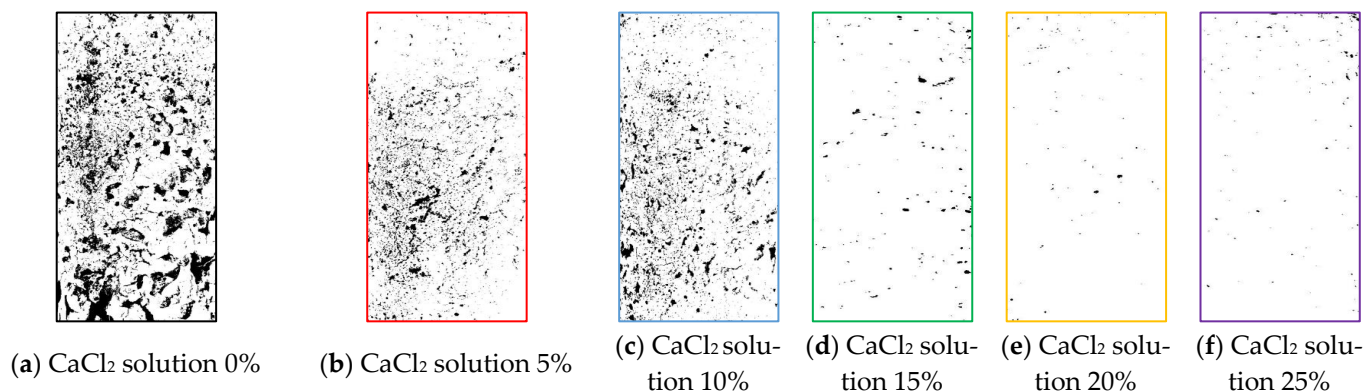 (a) CaCl₂ solution 0%
(b) CaCl₂ solution 5%
(c) CaCl₂ solu-
tion 10%
(d) CaCl₂ solu-
tion 15%
(e) CaCl₂ solu-
tion 20%
(f) CaCl₂ solu-
tion 25%